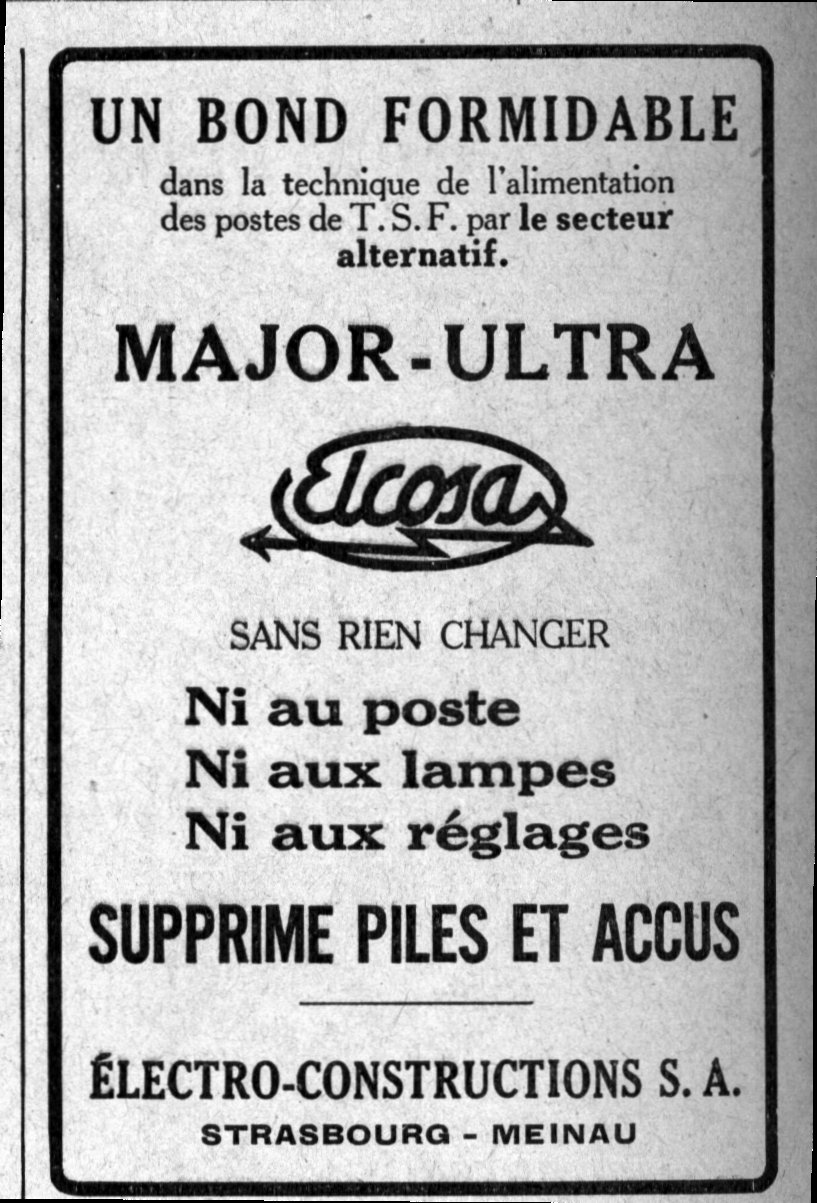 UN BOND FORMIDABLE
dans la technique de l'alimentation
des postes de T.S.F. par le secteur
alternatif.
MAJOR-ULTRA
Elcosa
SANS RIEN CHANGER
Ni au poste
Ni aux lampes
Ni aux réglages
SUPPRIME PILES ET ACCUS
ÉLECTRO-CONSTRUCTIONS S. A.
STRASBOURG - MEINAU